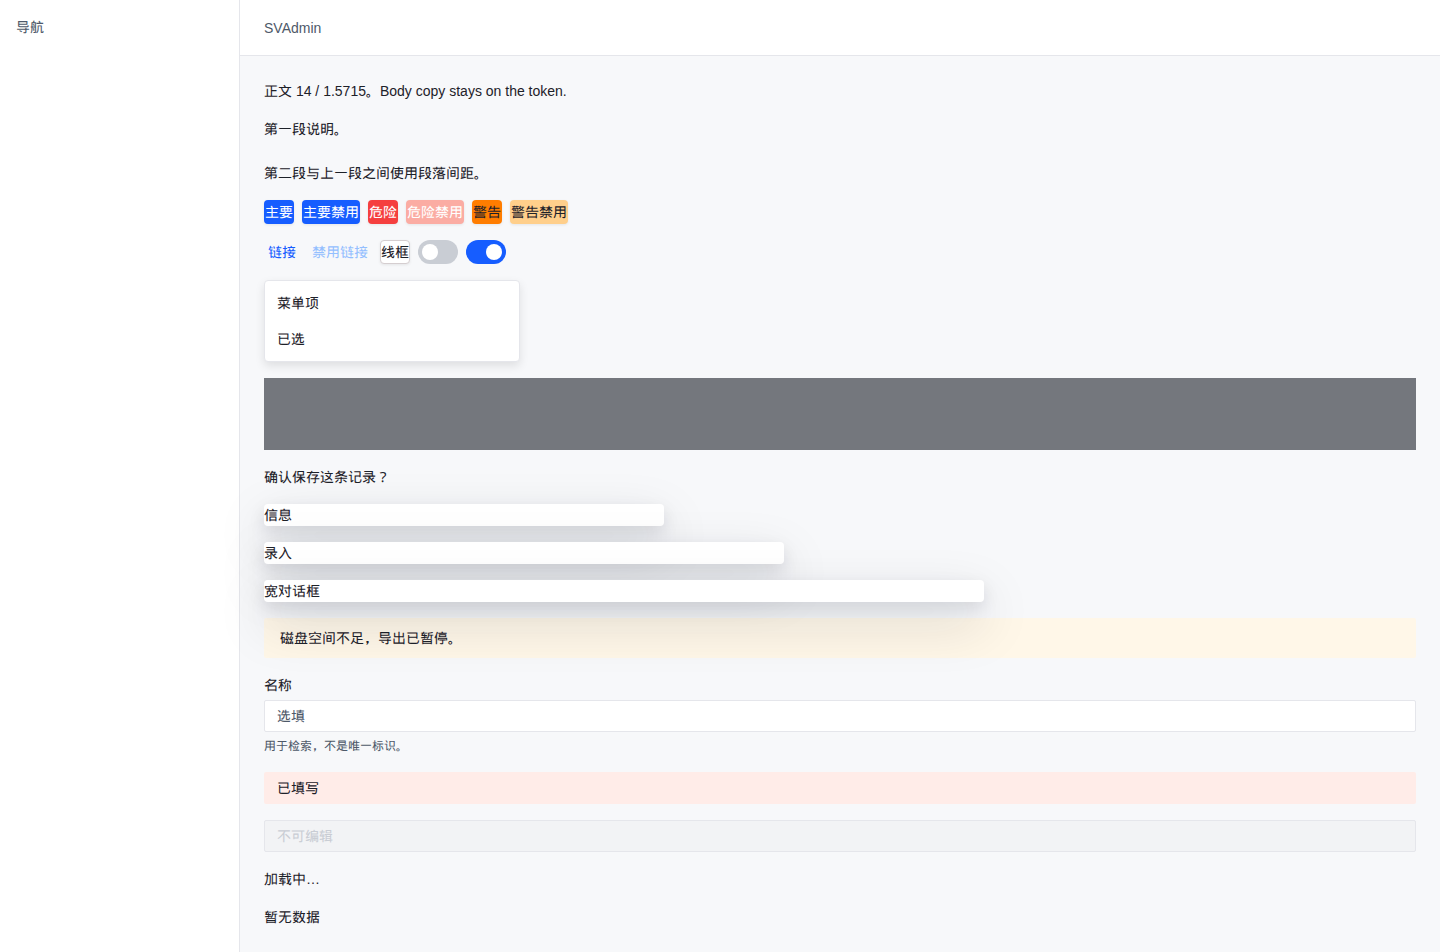 导航
SVAdmin
正文 14 / 1.5715。Body copy stays on the token.
第一段说明。
第二段与上一段之间使用段落间距。
主要 主要禁用 危险 危险禁用 警告 警告禁用
链接 禁用链接 线框
菜单项
已选
确认保存这条记录？
信息
录入
宽对话框
磁盘空间不足，导出已暂停。
名称
选填
用于检索，不是唯一标识。
已填写
不可编辑
加载中…
暂无数据